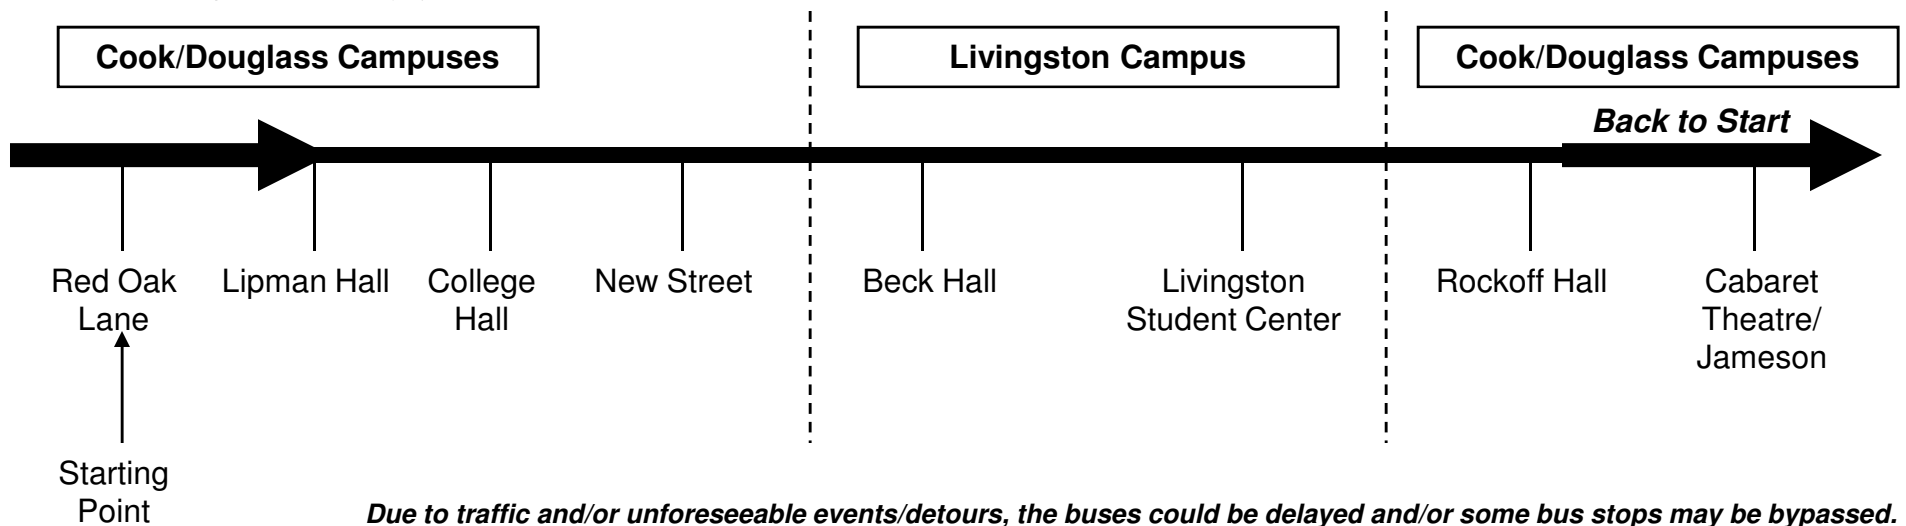 Cook/Douglass Campuses
Livingston Campus
Cook/Douglass Campuses
Back to Start
Red Oak
Lane
Lipman Hall
College
Hall
New Street
Beck Hall
Livingston
Student Center
Rockoff Hall
Cabaret
Theatre/
Jameson
Starting
Point
Due to traffic and/or unforeseeable events/detours, the buses could be delayed and/or some bus stops may be bypassed.